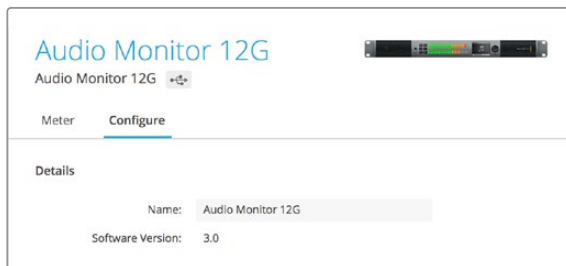 Audio Monitor 12G
Audio Monitor 12G
Meter Configure
Details
Name: Audio Monitor 12G
Software Version: 3.0